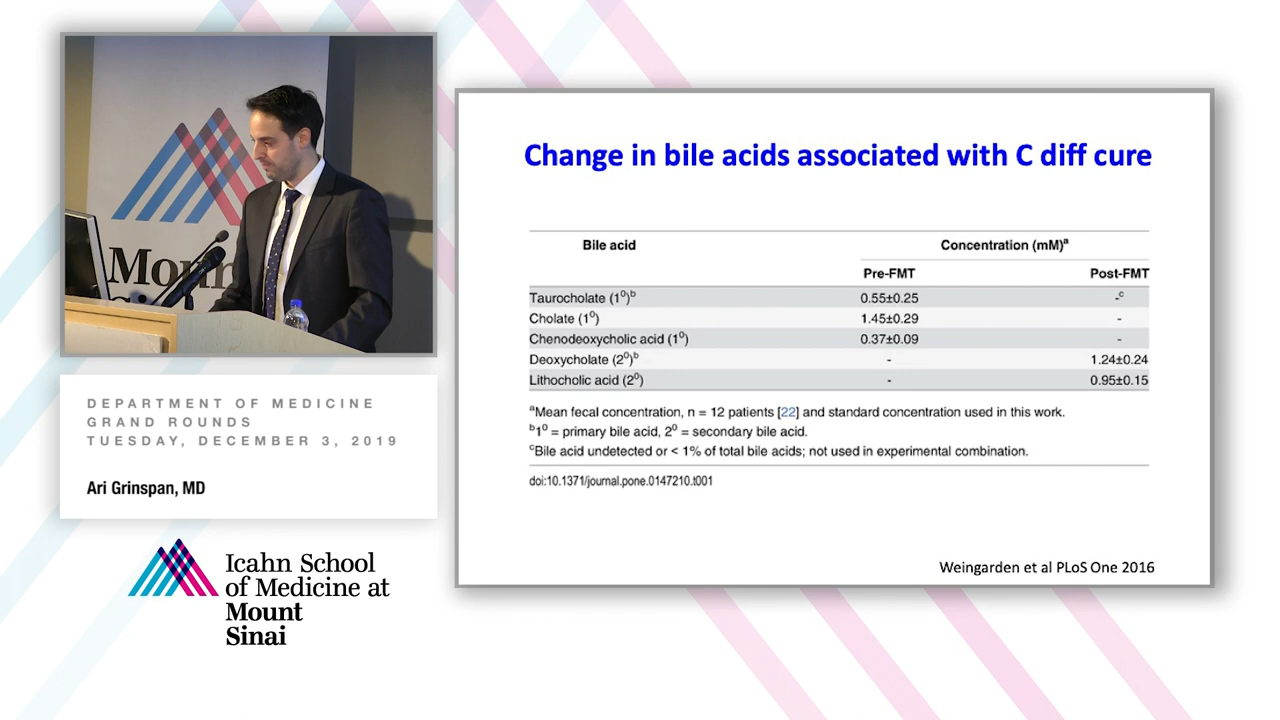 Mount
Sinai
DEPARTMENT OF MEDICINE
GRAND ROUNDS
TUESDAY, DECEMBER 3, 2019
Ari Grinspan, MD
Icahn School
of Medicine at
Mount
Sinai
Change in bile acids associated with C diff cure
Bile acid Concentration (mM)ᵃ
Pre-FMT Post-FMT
Taurocholate (1⁰)ᵇ 0.55±0.25 -ᶜ
Cholate (1⁰) 1.45±0.29 -
Chenodeoxycholic acid (1⁰) 0.37±0.09 -
Deoxycholate (2⁰)ᵇ - 1.24±0.24
Lithocholic acid (2⁰) - 0.95±0.15
ᵃMean fecal concentration, n = 12 patients [22] and standard concentration used in this work.
ᵇ1⁰ = primary bile acid, 2⁰ = secondary bile acid.
ᶜBile acid undetected or < 1% of total bile acids; not used in experimental combination.
doi:10.1371/journal.pone.0147210.t001
Weingarden et al PLoS One 2016